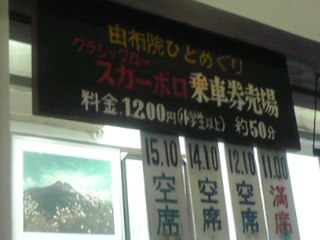 由布院ひとめぐり
クラシックカー
スカーボロ乗車券売場
料金.1,200円(小学生以上) 約50分
11.00 満席
12.10 空席
14.10 空席
15.10 空席